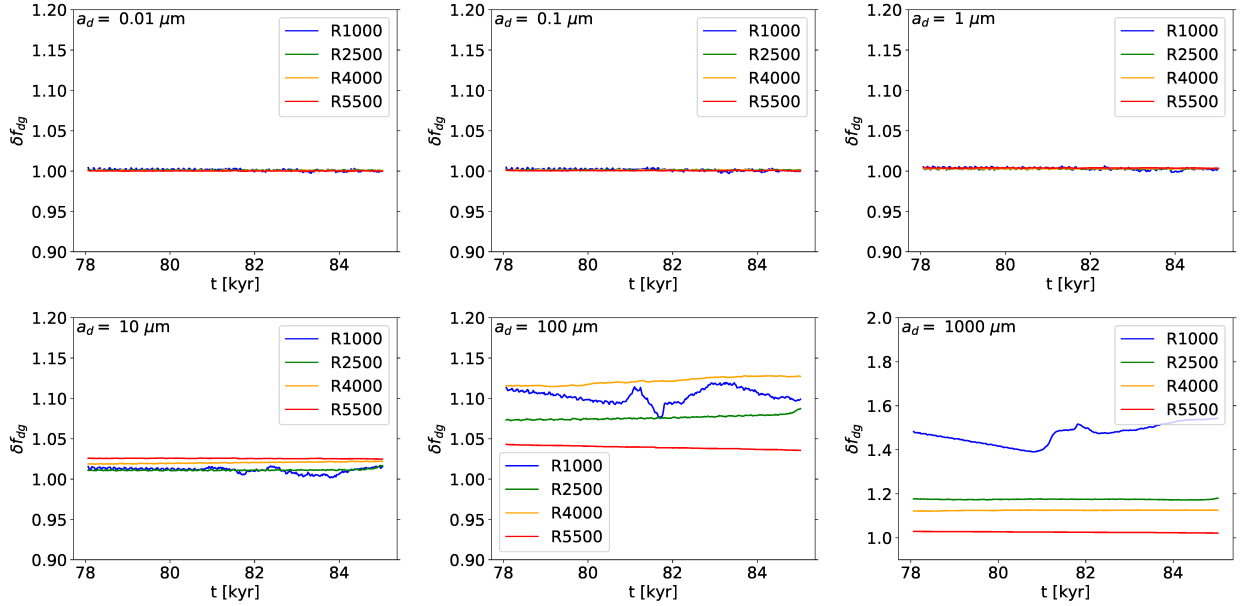 a_d = 0.01 μm
R1000
R2500
R4000
R5500
1.20
1.15
1.10
1.05
1.00
0.95
0.90
δf_dg
78 80 82 84
t [kyr]
a_d = 0.1 μm
R1000
R2500
R4000
R5500
1.20
1.15
1.10
1.05
1.00
0.95
0.90
δf_dg
78 80 82 84
t [kyr]
a_d = 1 μm
R1000
R2500
R4000
R5500
1.20
1.15
1.10
1.05
1.00
0.95
0.90
δf_dg
78 80 82 84
t [kyr]
a_d = 10 μm
R1000
R2500
R4000
R5500
1.20
1.15
1.10
1.05
1.00
0.95
0.90
δf_dg
78 80 82 84
t [kyr]
a_d = 100 μm
R1000
R2500
R4000
R5500
1.20
1.15
1.10
1.05
1.00
0.95
0.90
δf_dg
78 80 82 84
t [kyr]
a_d = 1000 μm
R1000
R2500
R4000
R5500
2.0
1.8
1.6
1.4
1.2
1.0
δf_dg
78 80 82 84
t [kyr]